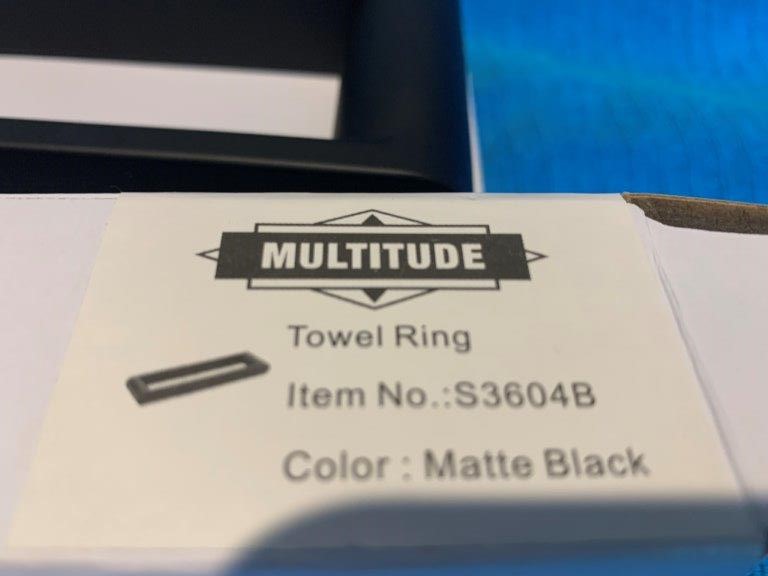 MULTITUDE
Towel Ring
Item No.:S3604B
Color : Matte Black